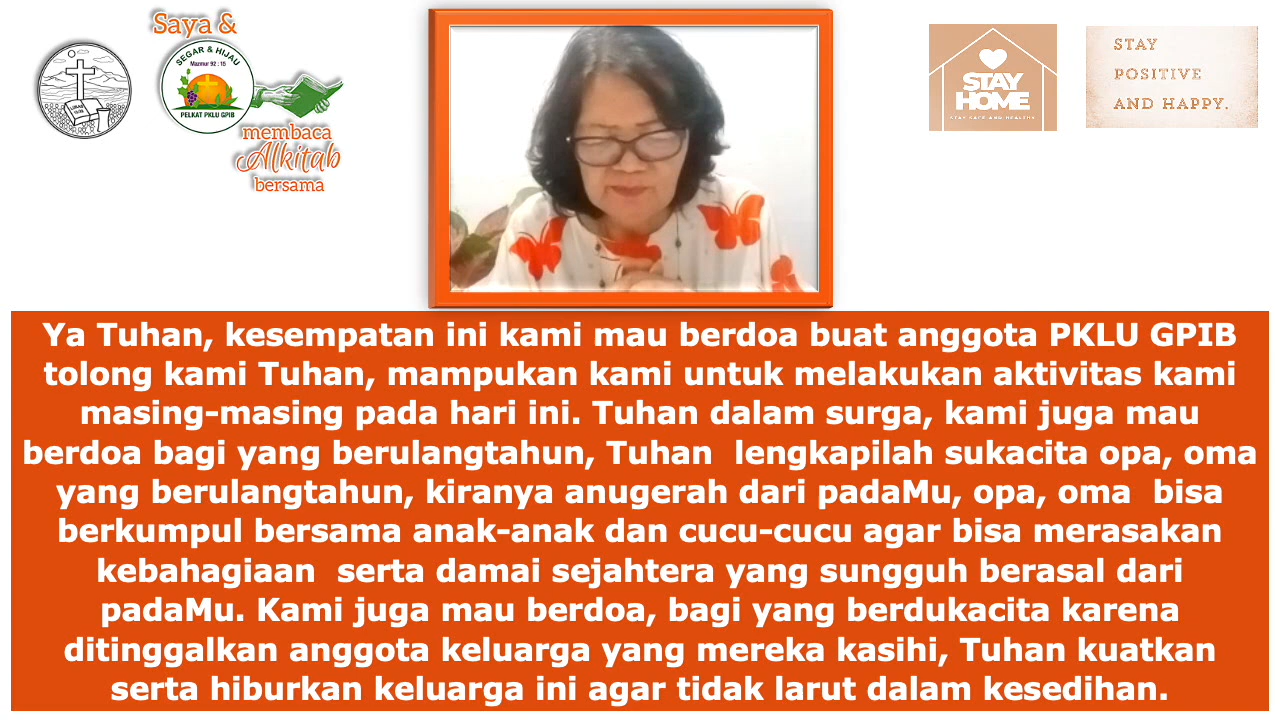 Saya &
SEGAR & HIJAU
Mazmur 92 : 15
PELKAT PKLU GPIB
membaca
Alkitab
bersama
STAY
HOME
STAY SAFE AND HEALTHY
STAY
POSITIVE
AND HAPPY.
Ya Tuhan, kesempatan ini kami mau berdoa buat anggota PKLU GPIB
tolong kami Tuhan, mampukan kami untuk melakukan aktivitas kami
masing-masing pada hari ini. Tuhan dalam surga, kami juga mau
berdoa bagi yang berulangtahun, Tuhan  lengkapilah sukacita opa, oma
yang berulangtahun, kiranya anugerah dari padaMu, opa, oma  bisa
berkumpul bersama anak-anak dan cucu-cucu agar bisa merasakan
kebahagiaan  serta damai sejahtera yang sungguh berasal dari
padaMu. Kami juga mau berdoa, bagi yang berdukacita karena
ditinggalkan anggota keluarga yang mereka kasihi, Tuhan kuatkan
serta hiburkan keluarga ini agar tidak larut dalam kesedihan.